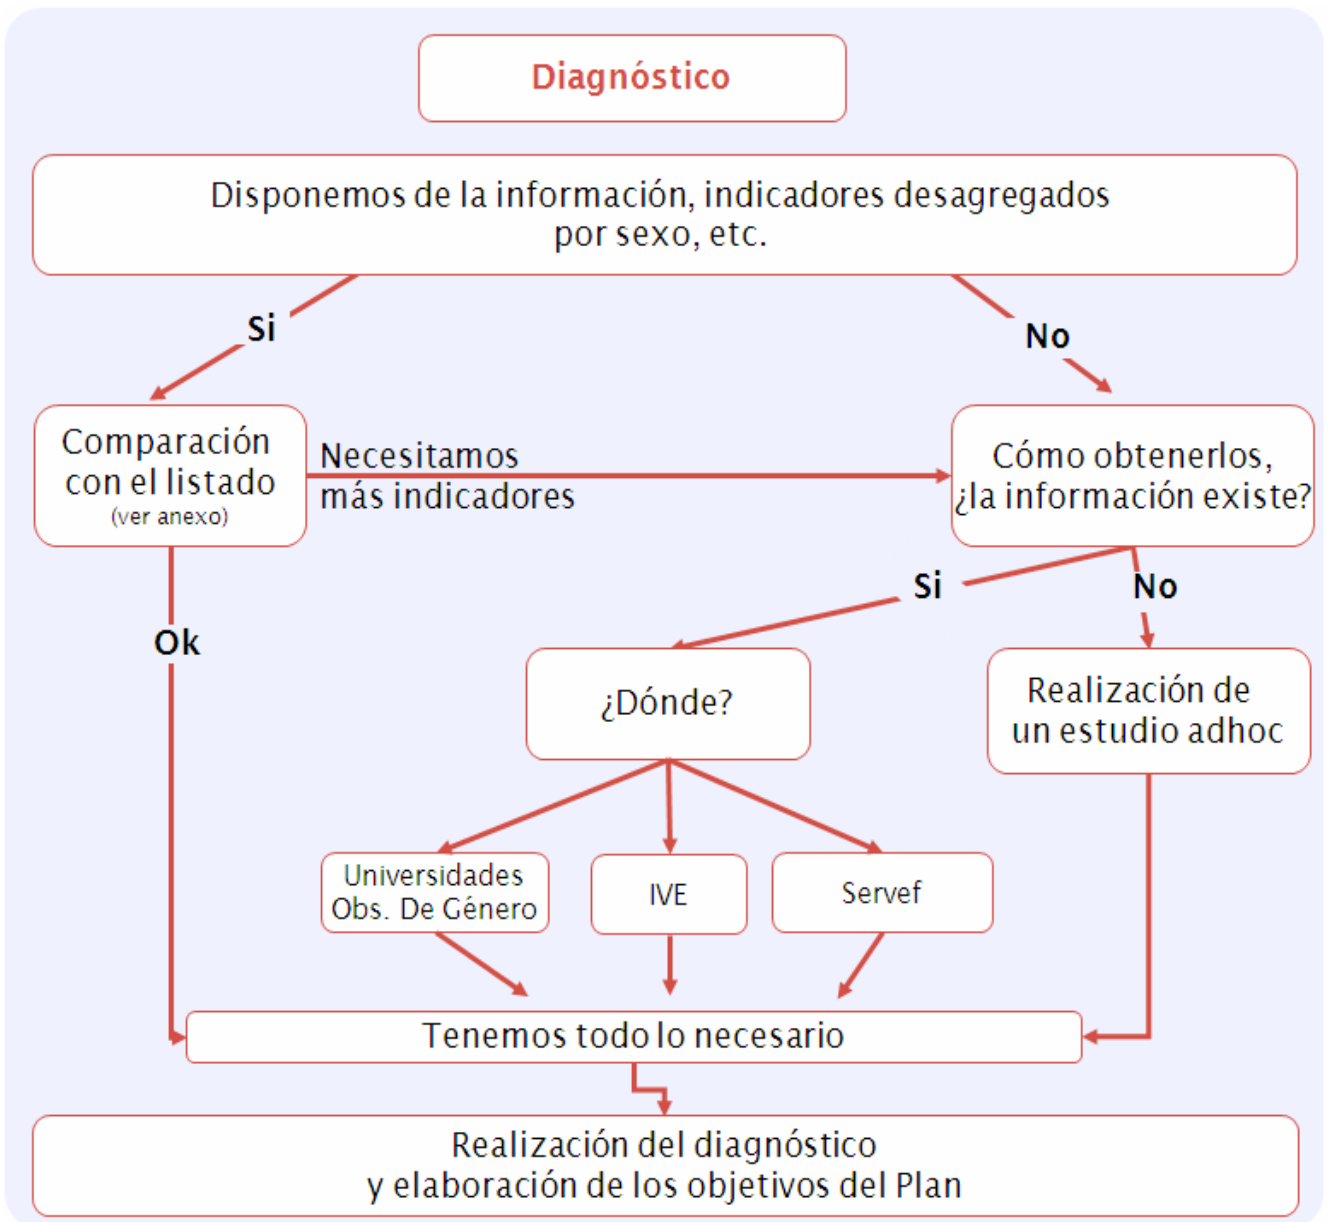 Diagnóstico
Disponemos de la información, indicadores desagregados
por sexo, etc.
Si
No
Comparación
con el listado
(ver anexo)
Necesitamos
más indicadores
Cómo obtenerlos,
¿la información existe?
Si
No
Ok
¿Dónde?
Realización de
un estudio adhoc
Universidades
Obs. De Género
IVE
Servef
Tenemos todo lo necesario
Realización del diagnóstico
y elaboración de los objetivos del Plan